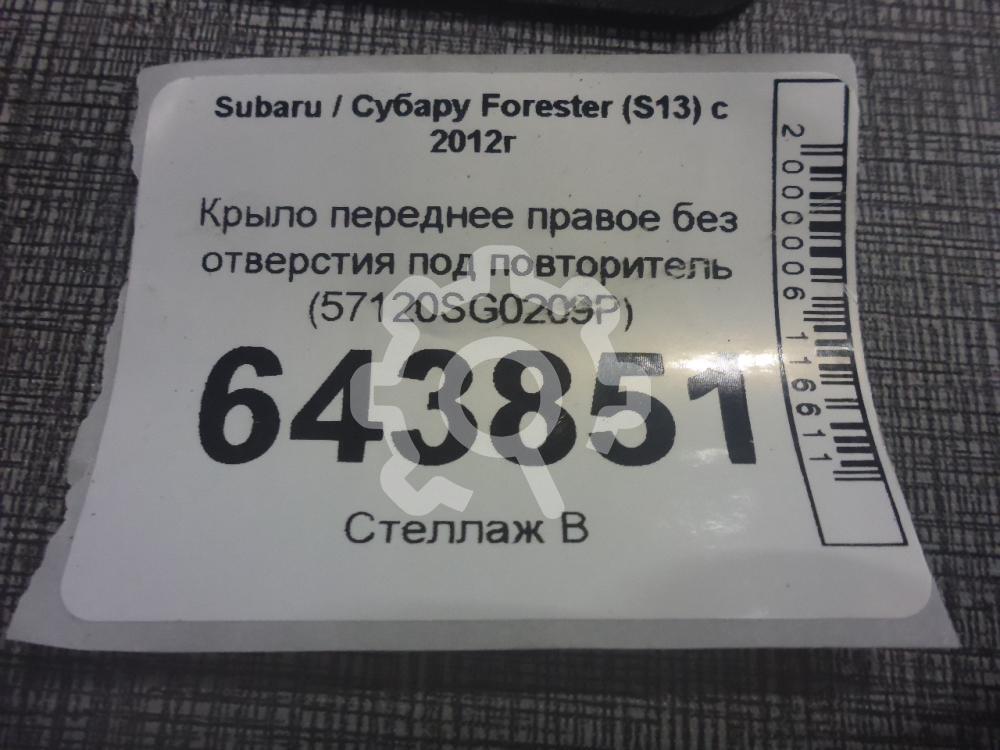 Subaru / Субару Forester (S13) с
2012г
Крыло переднее правое без
отверстия под повторитель
(57120SG0209P)
643851
Стеллаж В
2000006116611